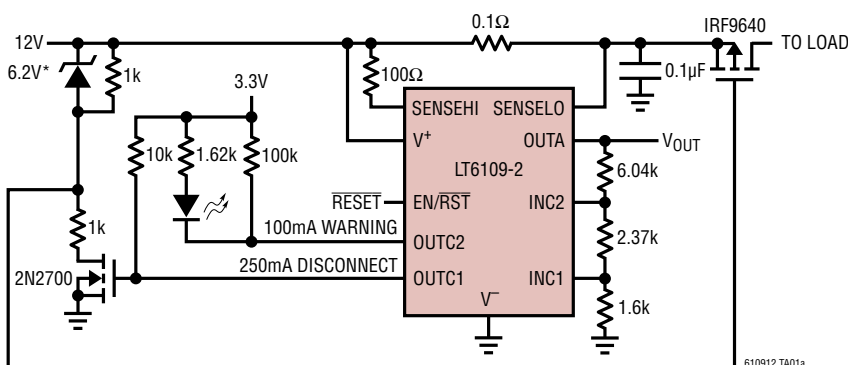 0.1Ω
IRF9640
12V
TO LOAD
6.2V*
1k
100Ω
0.1µF
3.3V
SENSEHI
SENSELO
V+
OUTA
VOUT
LT6109-2
10k
1.62k
100k
6.04k
RESET
EN/RST
INC2
100mA WARNING
OUTC2
2.37k
1k
250mA DISCONNECT
OUTC1
INC1
2N2700
V–
1.6k
610912 TA01a